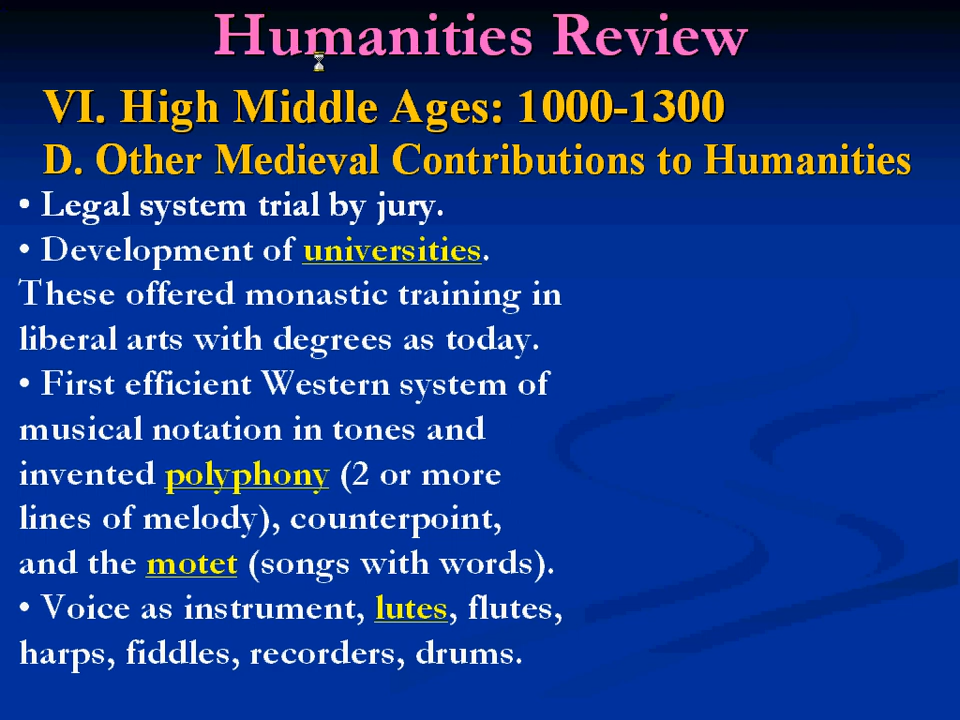 Humanities Review
VI. High Middle Ages: 1000-1300
D. Other Medieval Contributions to Humanities
• Legal system trial by jury.
• Development of universities.
These offered monastic training in
liberal arts with degrees as today.
• First efficient Western system of
musical notation in tones and
invented polyphony (2 or more
lines of melody), counterpoint,
and the motet (songs with words).
• Voice as instrument, lutes, flutes,
harps, fiddles, recorders, drums.